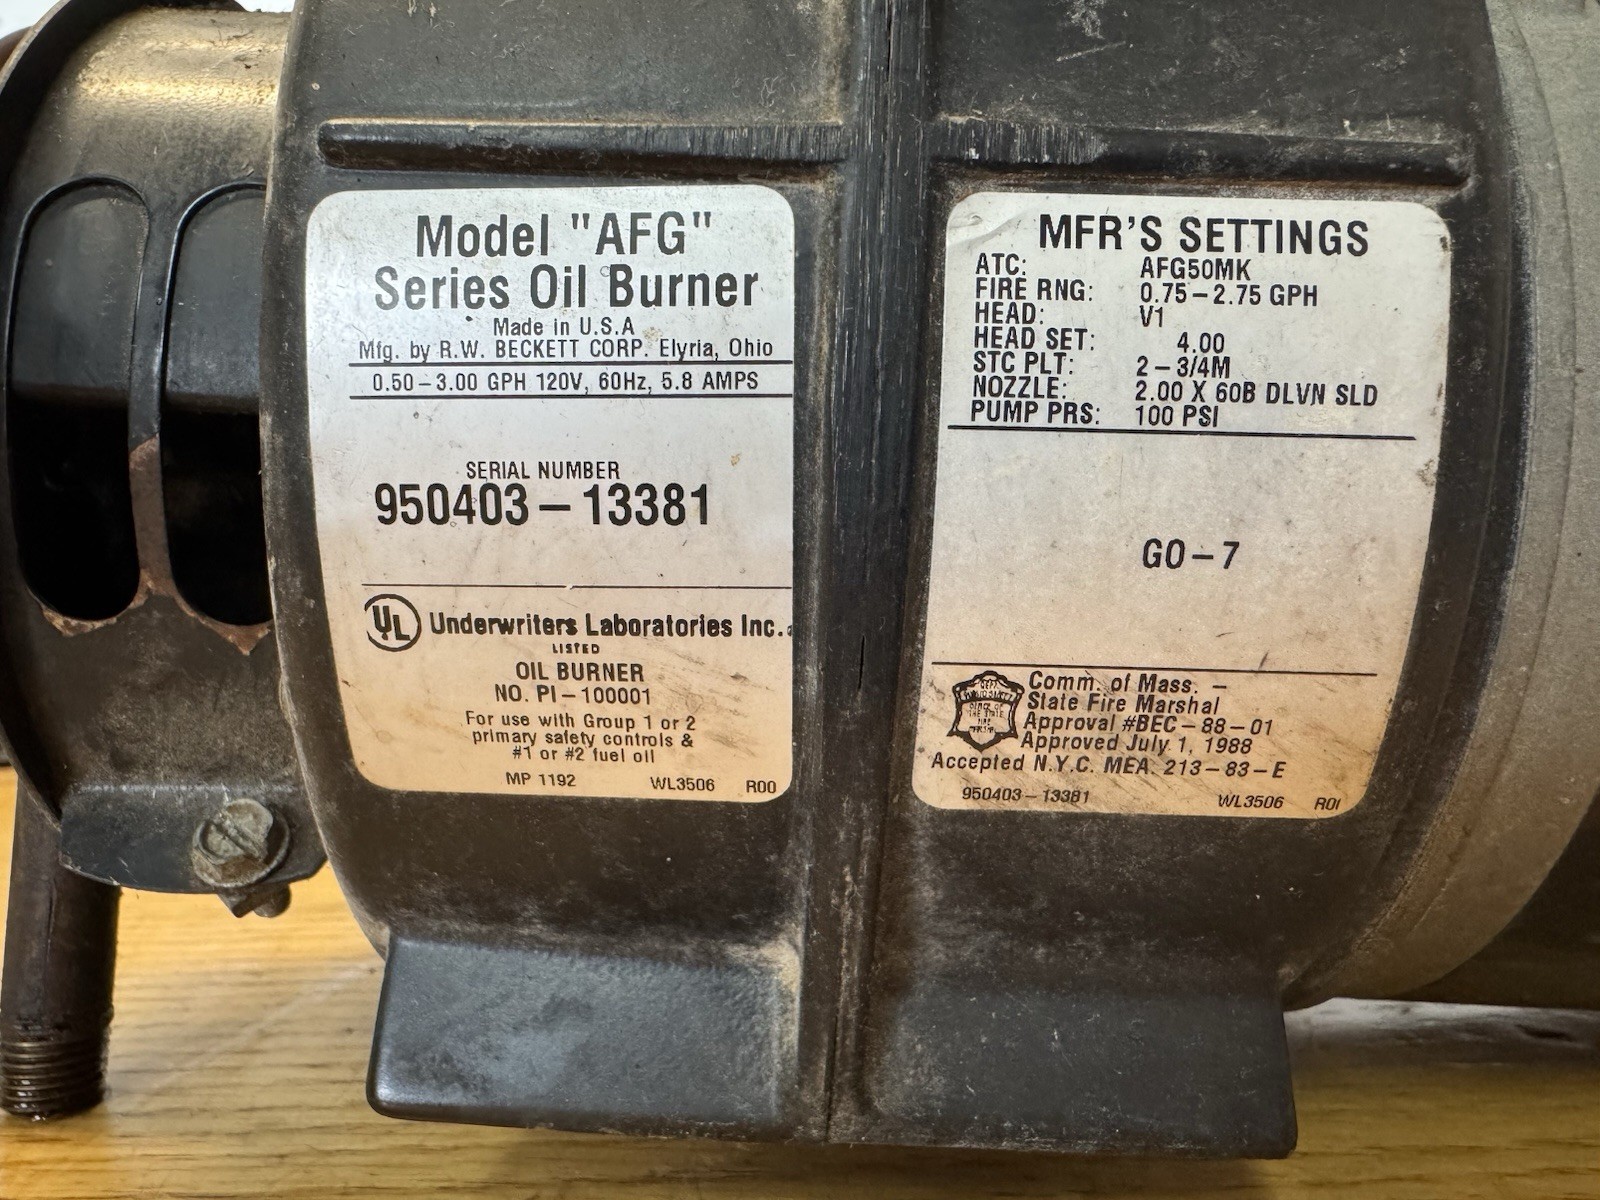 Model "AFG"
Series Oil Burner
Made in U.S.A
Mfg. by R.W. BECKETT CORP. Elyria, Ohio
0.50-3.00 GPH 120V, 60Hz, 5.8 AMPS
SERIAL NUMBER
950403-13381
UL Underwriters Laboratories Inc.
LISTED
OIL BURNER
NO. PI-100001
For use with Group 1 or 2
primary safety controls &
#1 or #2 fuel oil
MP 1192 WL3506 R00
MFR'S SETTINGS
ATC: AFG50MK
FIRE RNG: 0.75-2.75 GPH
HEAD: V1
HEAD SET: 4.00
STC PLT: 2-3/4M
NOZZLE: 2.00 X 60B DLVN SLD
PUMP PRS: 100 PSI
GO-7
Comm. of Mass. -
State Fire Marshal
Approval #BEC-88-01
Approved July 1, 1988
Accepted N.Y.C. MEA. 213-83-E
950403-13381 WL3506 R01